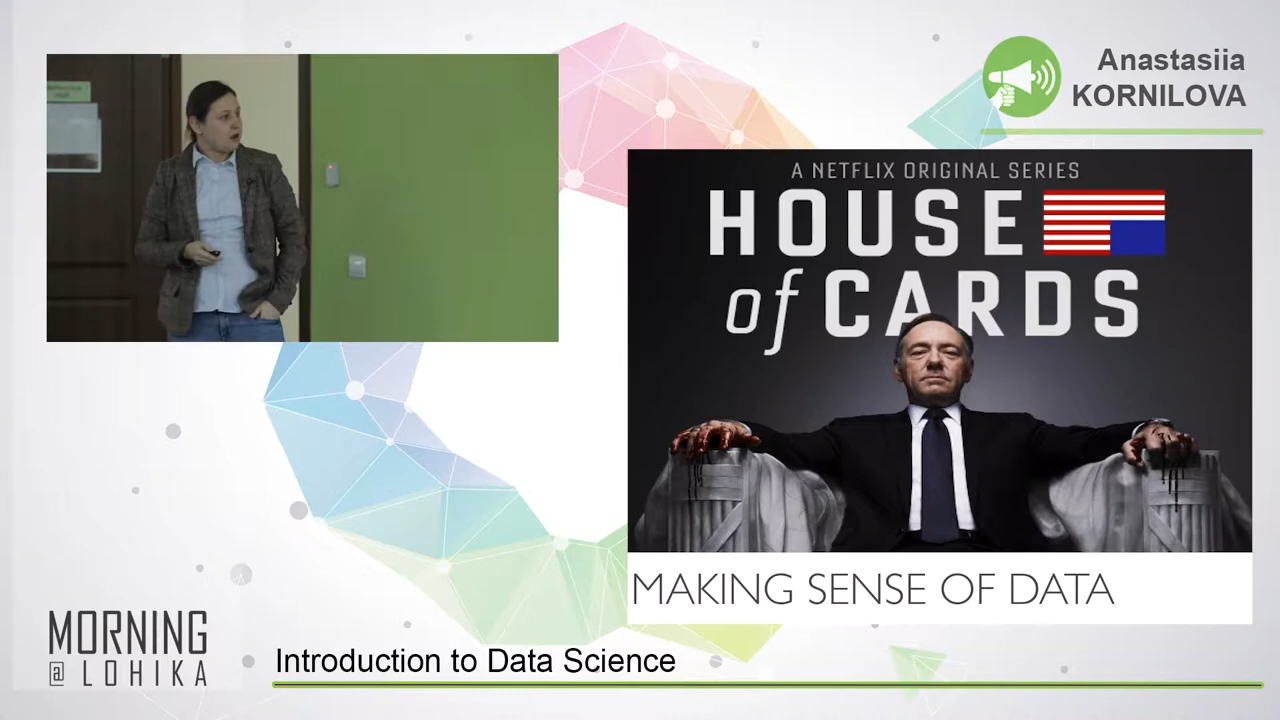 Anastasiia
KORNILOVA
A NETFLIX ORIGINAL SERIES
HOUSE
of CARDS
MAKING SENSE OF DATA
MORNING
@ LOHIKA
Introduction to Data Science